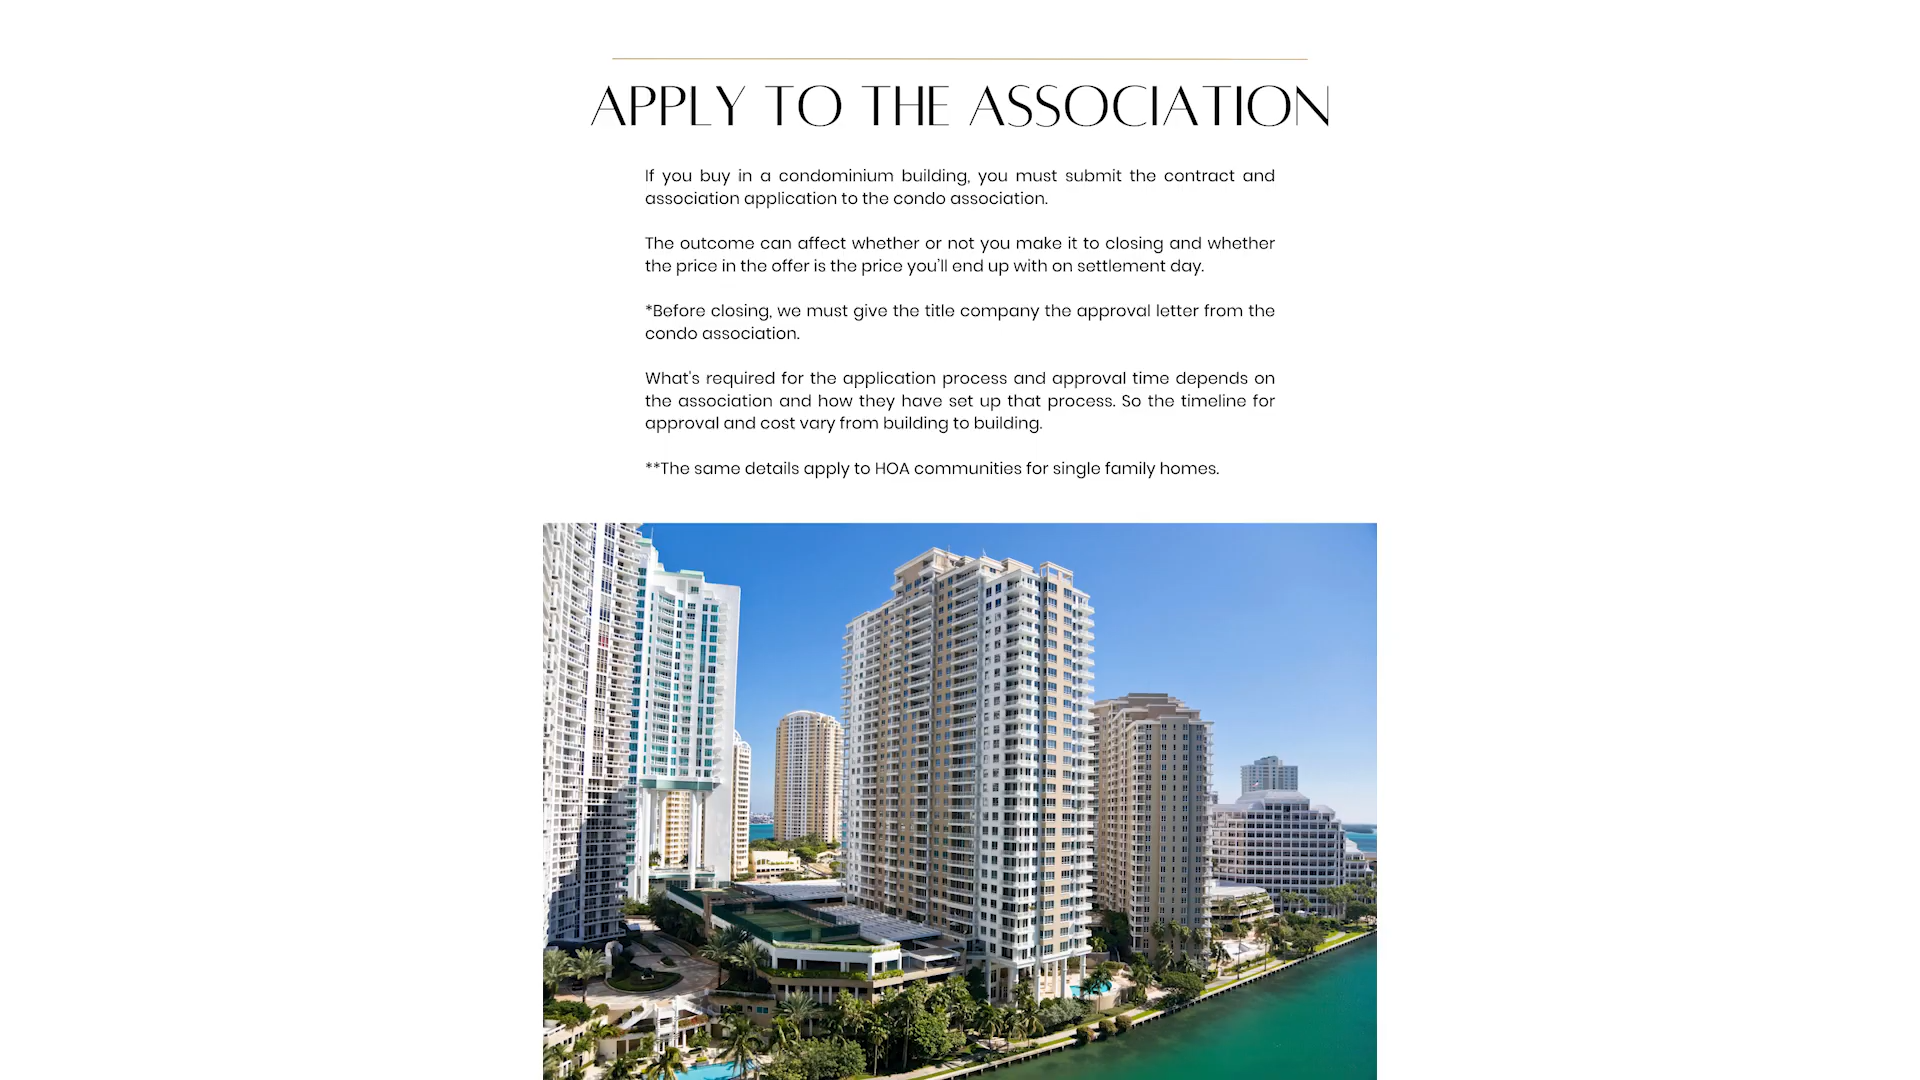 APPLY TO THE ASSOCIATION
If you buy in a condominium building, you must submit the contract and
association application to the condo association.
The outcome can affect whether or not you make it to closing and whether
the price in the offer is the price you'll end up with on settlement day.
*Before closing, we must give the title company the approval letter from the
condo association.
What's required for the application process and approval time depends on
the association and how they have set up that process. So the timeline for
approval and cost vary from building to building.
**The same details apply to HOA communities for single family homes.